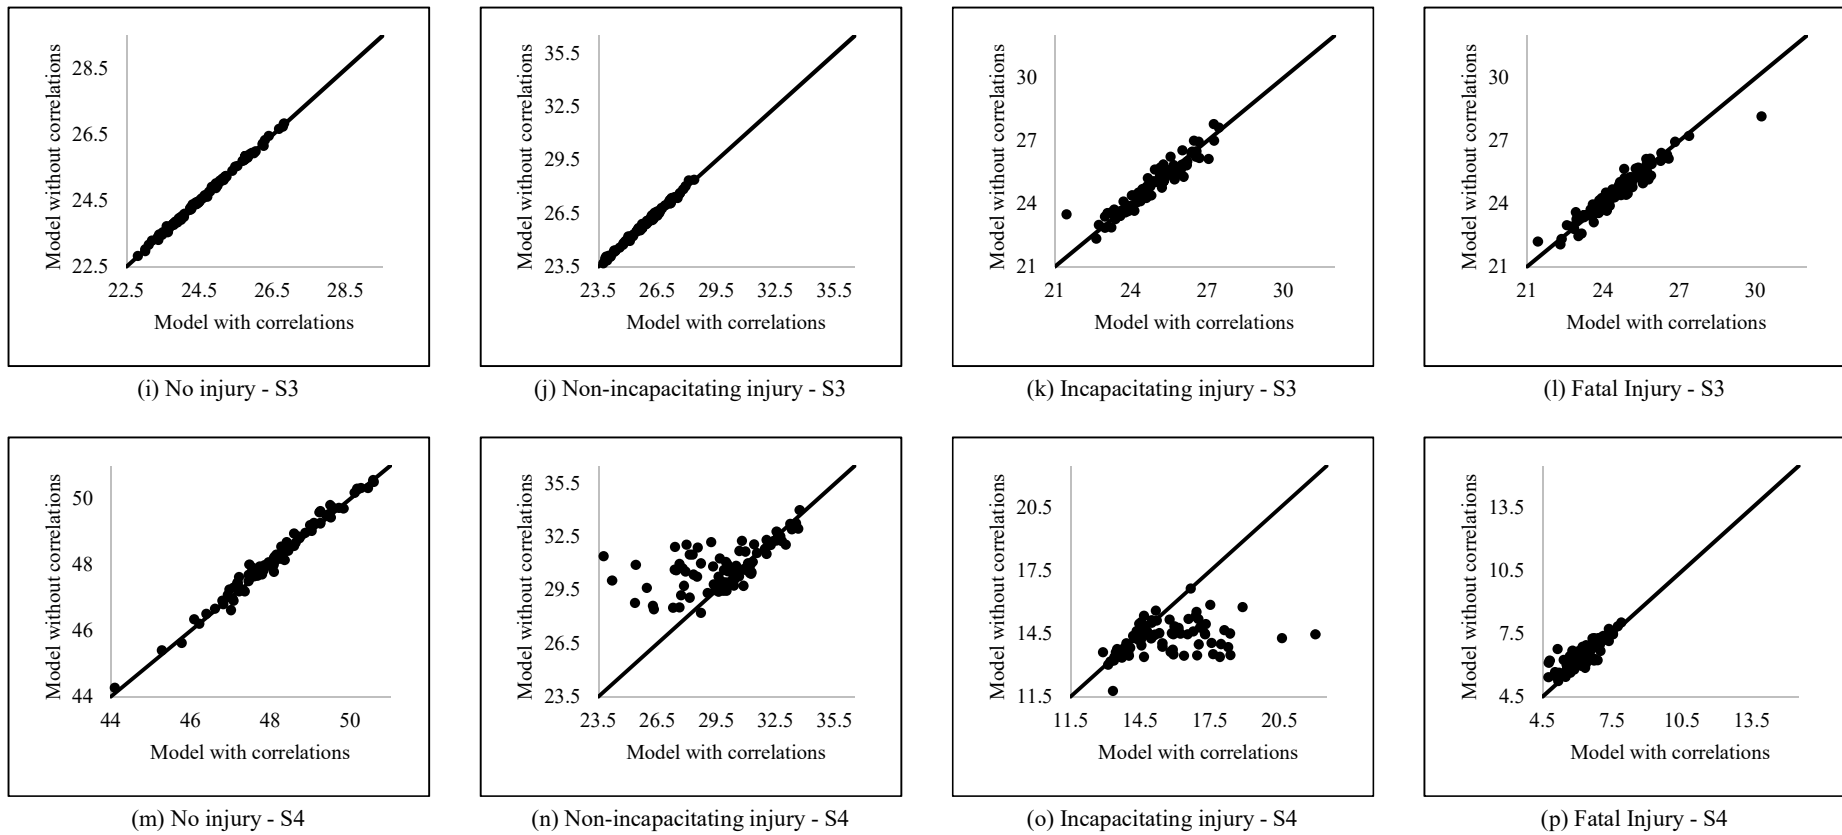 Model without correlations
28.5
26.5
24.5
22.5
22.5 24.5 26.5 28.5
Model with correlations
(i) No injury - S3
Model without correlations
35.5
32.5
29.5
26.5
23.5
23.5 26.5 29.5 32.5 35.5
Model with correlations
(j) Non-incapacitating injury - S3
Model without correlations
30
27
24
21
21 24 27 30
Model with correlations
(k) Incapacitating injury - S3
Model without correlations
30
27
24
21
21 24 27 30
Model with correlations
(l) Fatal Injury - S3
Model without correlations
50
48
46
44
44 46 48 50
Model with correlations
(m) No injury - S4
Model without correlations
35.5
32.5
29.5
26.5
23.5
23.5 26.5 29.5 32.5 35.5
Model with correlations
(n) Non-incapacitating injury - S4
Model without correlations
20.5
17.5
14.5
11.5
11.5 14.5 17.5 20.5
Model with correlations
(o) Incapacitating injury - S4
Model without correlations
13.5
10.5
7.5
4.5
4.5 7.5 10.5 13.5
Model with correlations
(p) Fatal Injury - S4